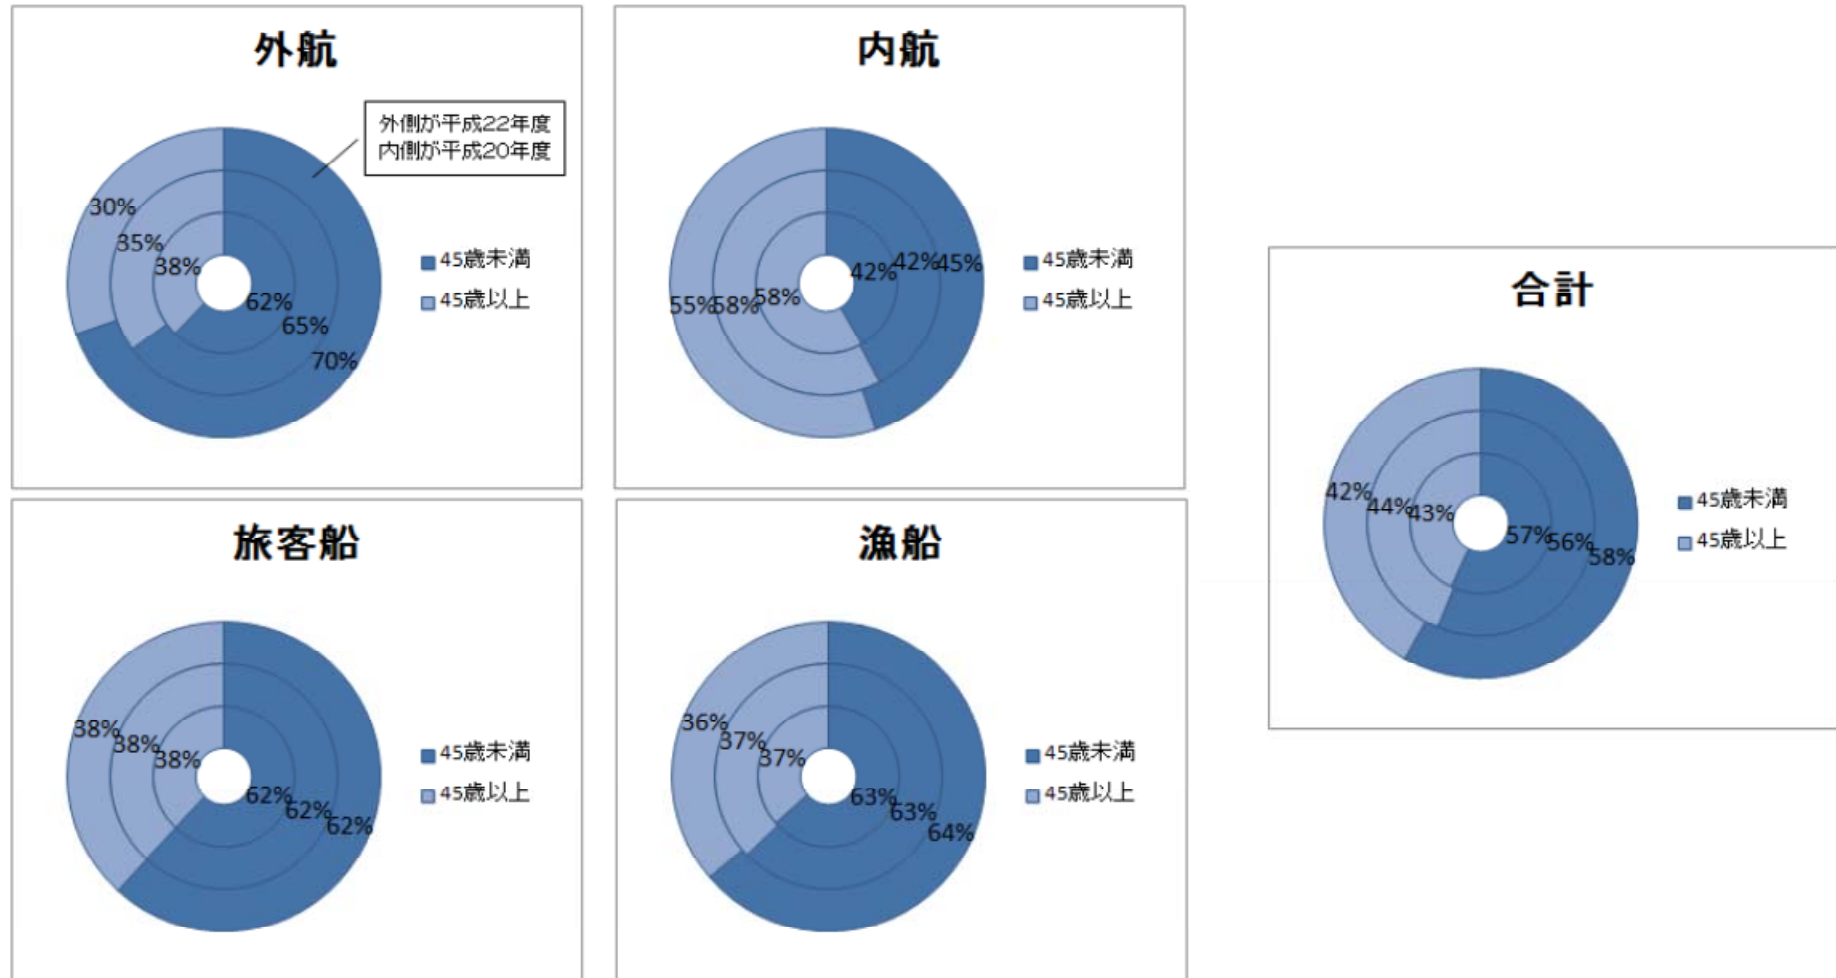 外航
外側が平成22年度
内側が平成20年度
30%
35%
38%
62%
65%
70%
45歳未満
45歳以上
内航
42%
42%
45%
55%
58%
58%
45歳未満
45歳以上
合計
42%
44%
43%
57%
56%
58%
45歳未満
45歳以上
旅客船
38%
38%
38%
62%
62%
62%
45歳未満
45歳以上
漁船
36%
37%
37%
63%
63%
64%
45歳未満
45歳以上